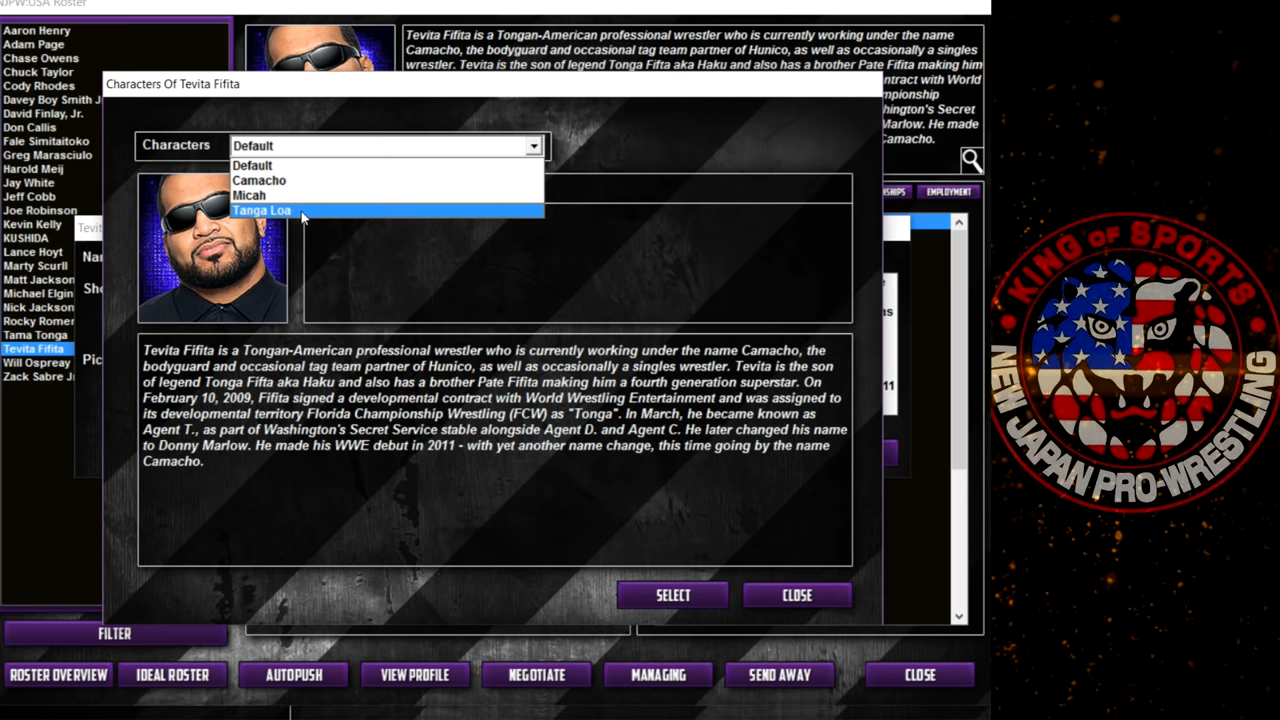 NJPW:USA Roster
Aaron Henry
Adam Page
Chase Owens
Chuck Taylor
Cody Rhodes
Davey Boy Smith J
David Finlay, Jr.
Don Callis
Fale Simitaitoko
Greg Marasciulo
Harold Meij
Jay White
Jeff Cobb
Joe Robinson
Kevin Kelly
KUSHIDA
Lance Hoyt
Marty Scurll
Matt Jackson
Michael Elgin
Nick Jackson
Rocky Romer
Tama Tonga
Tevita Fifita
Will Ospreay
Zack Sabre J
Tevita Fifita is a Tongan-American professional wrestler who is currently working under the name
Camacho, the bodyguard and occasional tag team partner of Hunico, as well as occasionally a singles
wrestler. Tevita is the son of legend Tonga Fifta aka Haku and also has a brother Pate Fifita making him
ntract with World
mpionship
hington's Secret
Marlow. He made
Camacho.
SHIPS
EMPLOYMENT
Tevit
Nar
Sho
Pic
e
ns
11
Characters Of Tevita Fifita
Characters
Default
Default
Camacho
Micah
Tanga Loa
Tevita Fifita is a Tongan-American professional wrestler who is currently working under the name Camacho, the
bodyguard and occasional tag team partner of Hunico, as well as occasionally a singles wrestler. Tevita is the son
of legend Tonga Fifta aka Haku and also has a brother Pate Fifita making him a fourth generation superstar. On
February 10, 2009, Fifita signed a developmental contract with World Wrestling Entertainment and was assigned to
its developmental territory Florida Championship Wrestling (FCW) as "Tonga". In March, he became known as
Agent T., as part of Washington's Secret Service stable alongside Agent D. and Agent C. He later changed his name
to Donny Marlow. He made his WWE debut in 2011 - with yet another name change, this time going by the name
Camacho.
SELECT
CLOSE
FILTER
ROSTER OVERVIEW
IDEAL ROSTER
AUTOPUSH
VIEW PROFILE
NEGOTIATE
MANAGING
SEND AWAY
CLOSE
KING OF SPORTS
NEW JAPAN PRO-WRESTLING